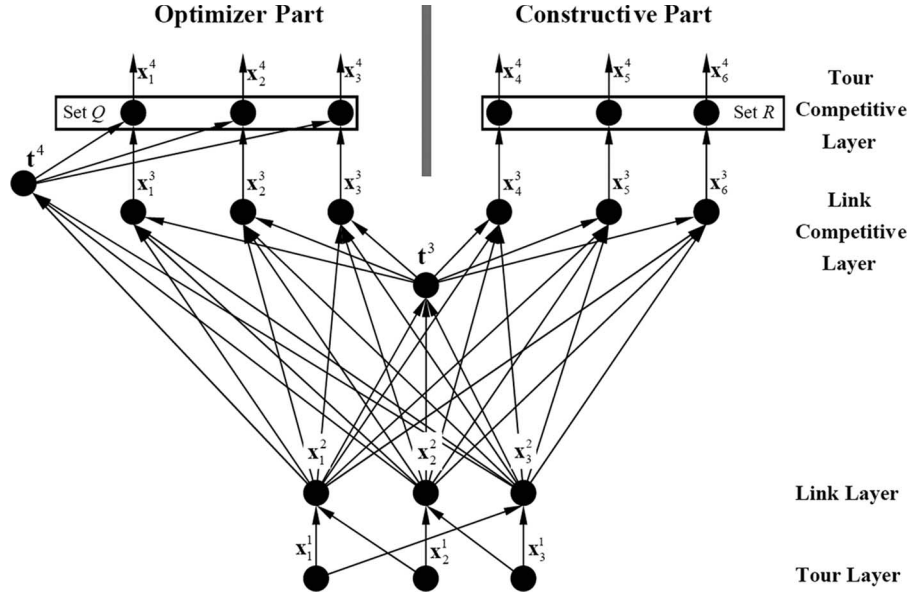 Optimizer Part Constructive Part
x₁⁴ x₂⁴ x₃⁴ x₄⁴ x₅⁴ x₆⁴
Tour
Competitive
Layer
Set Q Set R
t⁴
x₁³ x₂³ x₃³ x₄³ x₅³ x₆³
Link
Competitive
Layer
t³
x₁² x₂² x₃²
Link Layer
x₁¹ x₂¹ x₃¹
Tour Layer